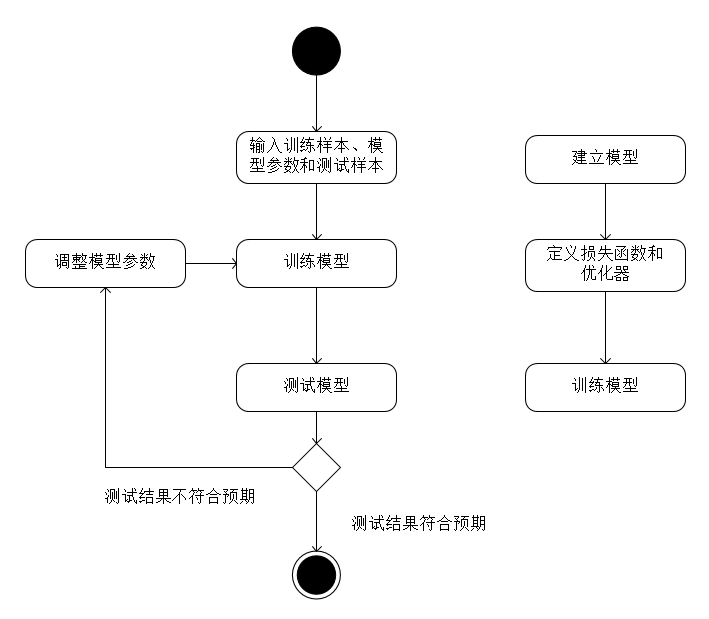 输入训练样本、模
型参数和测试样本
建立模型
调整模型参数
训练模型
定义损失函数和
优化器
测试模型
训练模型
测试结果不符合预期
测试结果符合预期